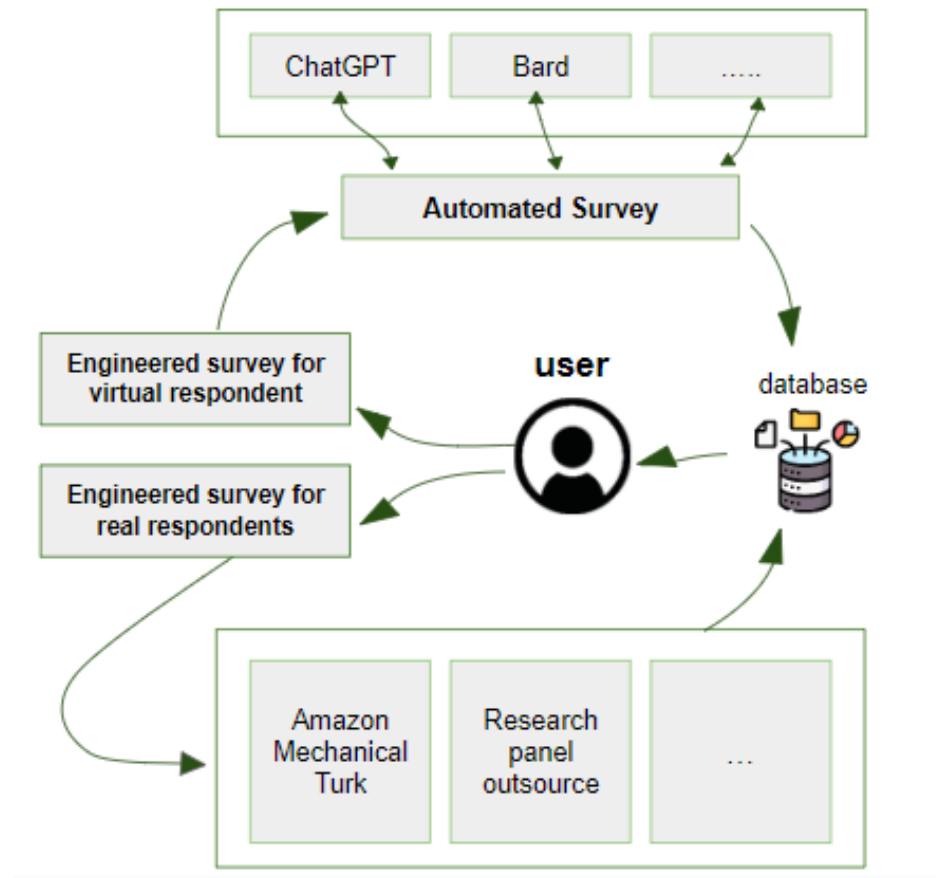 ChatGPT
Bard
.....
Automated Survey
Engineered survey for
virtual respondent
user
database
Engineered survey for
real respondents
Amazon
Mechanical
Turk
Research
panel
outsource
...